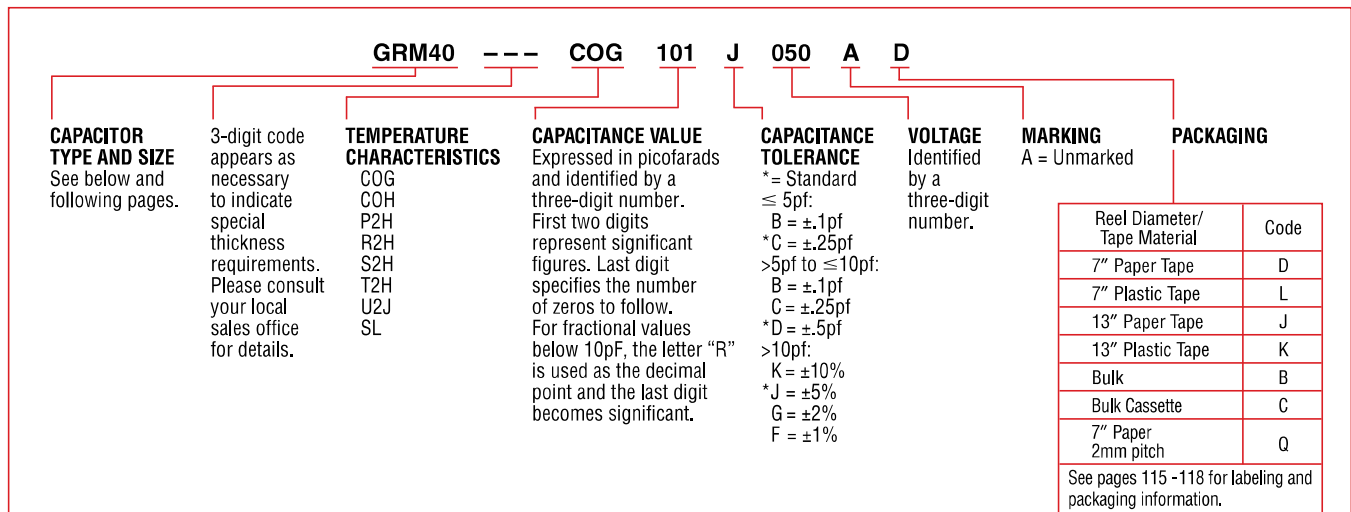 GRM40 --- COG 101 J 050 A D
CAPACITOR
TYPE AND SIZE
See below and
following pages.
3-digit code
appears as
necessary
to indicate
special
thickness
requirements.
Please consult
your local
sales office
for details.
TEMPERATURE
CHARACTERISTICS
COG
COH
P2H
R2H
S2H
T2H
U2J
SL
CAPACITANCE VALUE
Expressed in picofarads
and identified by a
three-digit number.
First two digits
represent significant
figures. Last digit
specifies the number
of zeros to follow.
For fractional values
below 10pF, the letter “R”
is used as the decimal
point and the last digit
becomes significant.
CAPACITANCE
TOLERANCE
*= Standard
≤ 5pf:
B = ±.1pf
*C = ±.25pf
>5pf to ≤10pf:
B = ±.1pf
C = ±.25pf
*D = ±.5pf
>10pf:
K = ±10%
*J = ±5%
G = ±2%
F = ±1%
VOLTAGE
Identified
by a
three-digit
number.
MARKING
A = Unmarked
PACKAGING
Reel Diameter/
Tape Material Code
7″ Paper Tape D
7″ Plastic Tape L
13″ Paper Tape J
13″ Plastic Tape K
Bulk B
Bulk Cassette C
7″ Paper
2mm pitch Q
See pages 115 -118 for labeling and
packaging information.